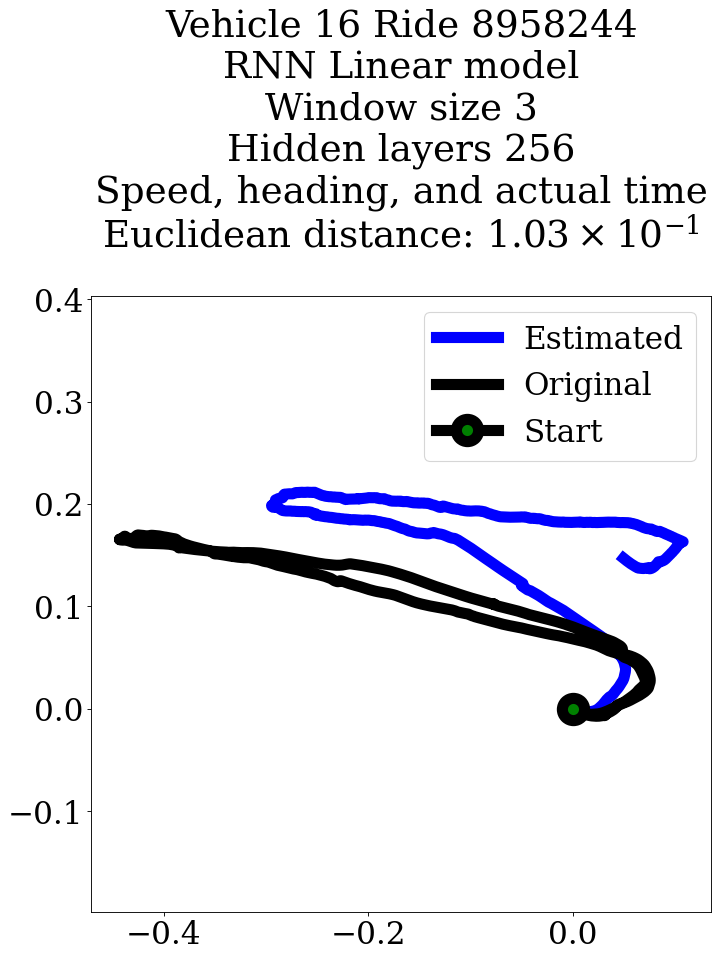 Vehicle 16 Ride 8958244
RNN Linear model
Window size 3
Hidden layers 256
Speed, heading, and actual time
Euclidean distance: 1.03 × 10⁻¹
0.4
Estimated
0.3
Original
Start
0.2
0.1
0.0
−0.1
−0.4 −0.2 0.0